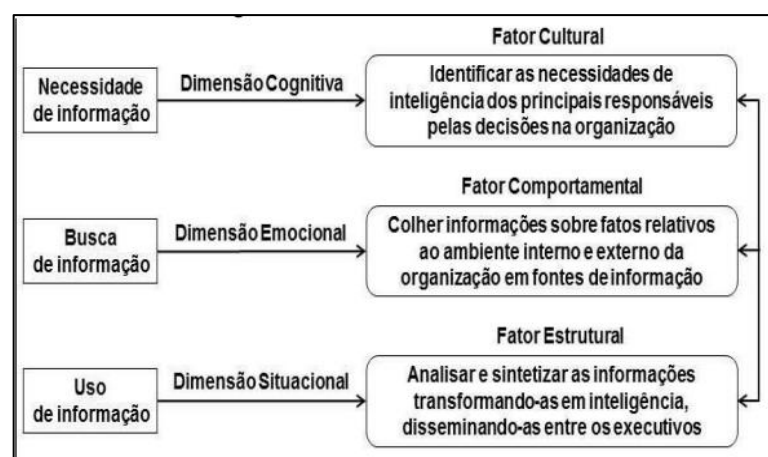 Fator Cultural
Necessidade
de informação
Dimensão Cognitiva
Identificar as necessidades de
inteligência dos principais responsáveis
pelas decisões na organização
Fator Comportamental
Busca
de informação
Dimensão Emocional
Colher informações sobre fatos relativos
ao ambiente interno e externo da
organização em fontes de informação
Fator Estrutural
Uso
de informação
Dimensão Situacional
Analisar e sintetizar as informações
transformando-as em inteligência,
disseminando-as entre os executivos